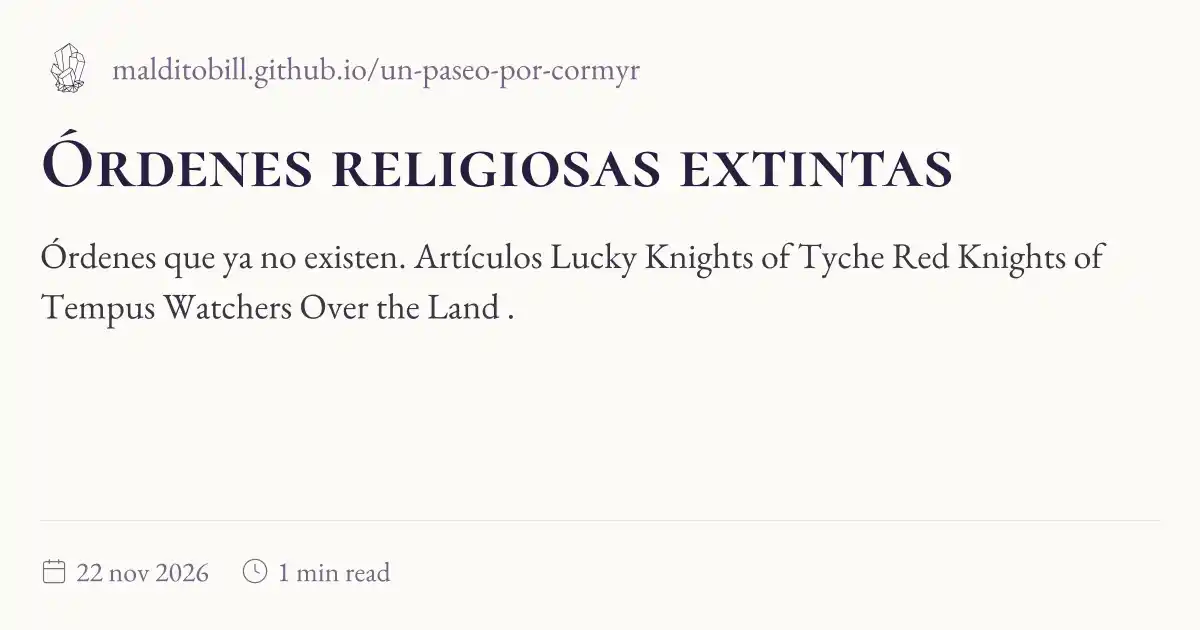 malditobill.github.io/un-paseo-por-cormyr
Órdenes religiosas extintas
Órdenes que ya no existen. Artículos Lucky Knights of Tyche Red Knights of
Tempus Watchers Over the Land .
22 nov 2026 1 min read